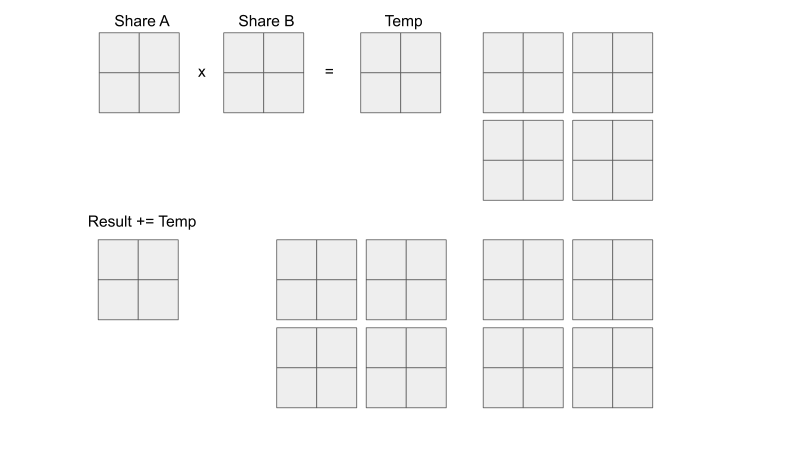 Share A
Share B
Temp
x
=
Result += Temp